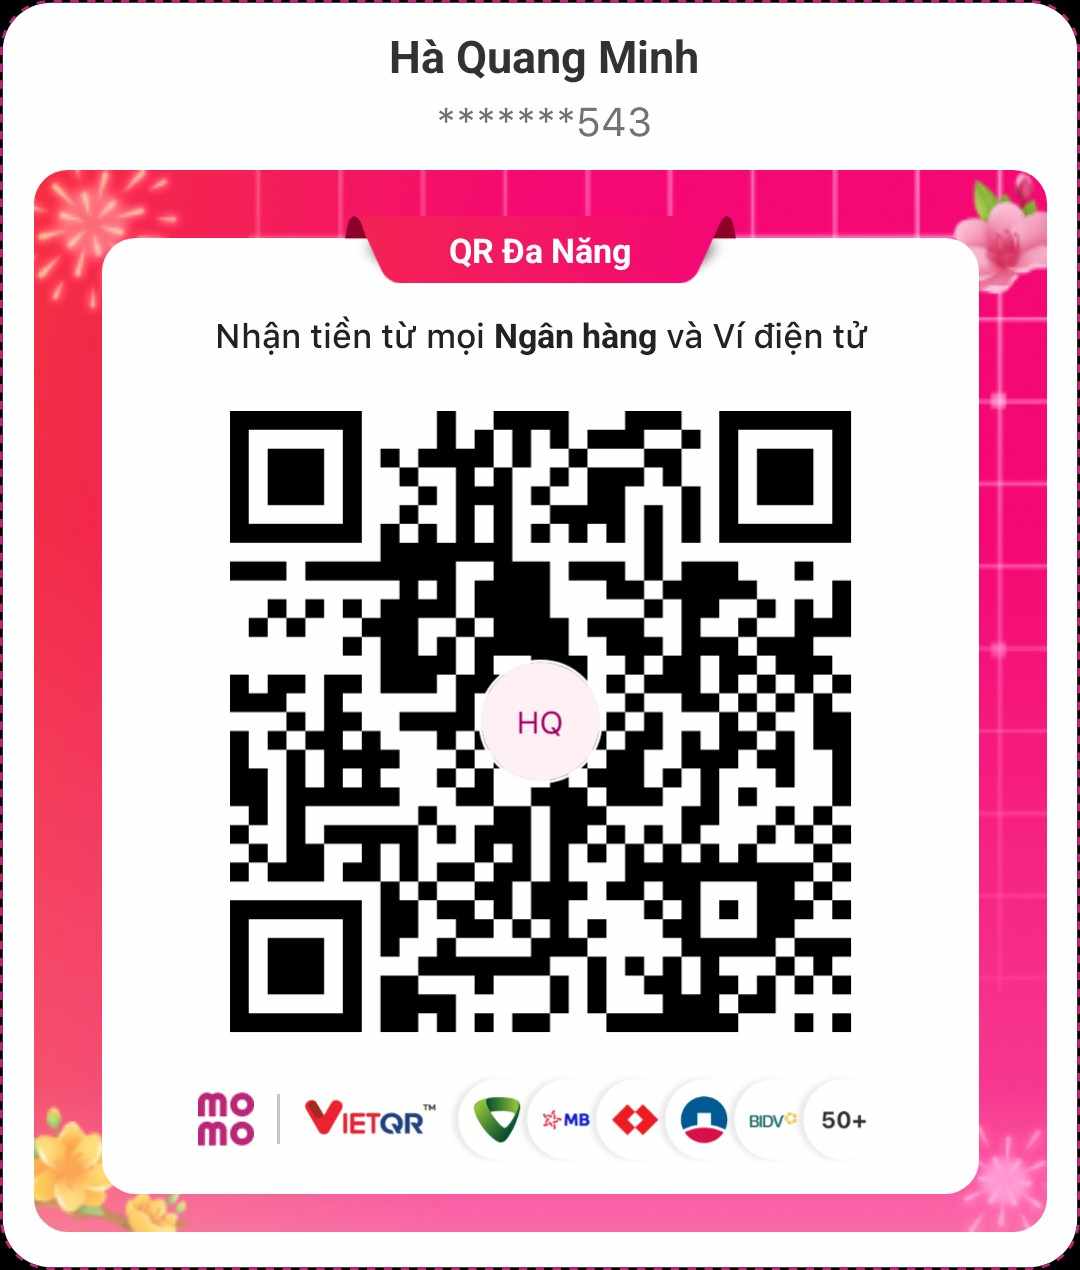 Hà Quang Minh
*******543
QR Đa Năng
Nhận tiền từ mọi Ngân hàng và Ví điện tử
HQ
mo
mo
VIETQR™
MB
BIDV
50+